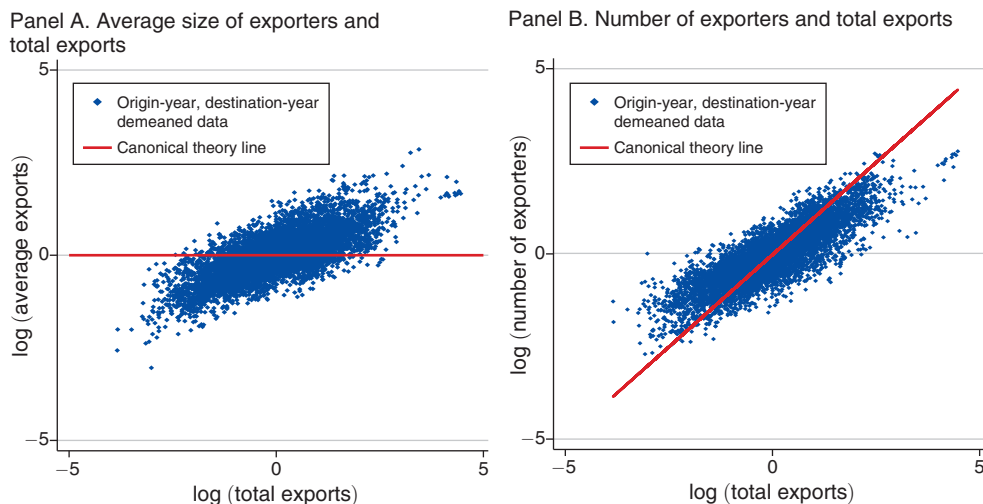 Panel A. Average size of exporters and
total exports
5
Origin-year, destination-year
demeaned data
Canonical theory line
0
−5
−5
0
5
log (average exports)
log (total exports)
Panel B. Number of exporters and total exports
5
Origin-year, destination-year
demeaned data
Canonical theory line
0
−5
−5
0
5
log (number of exporters)
log (total exports)